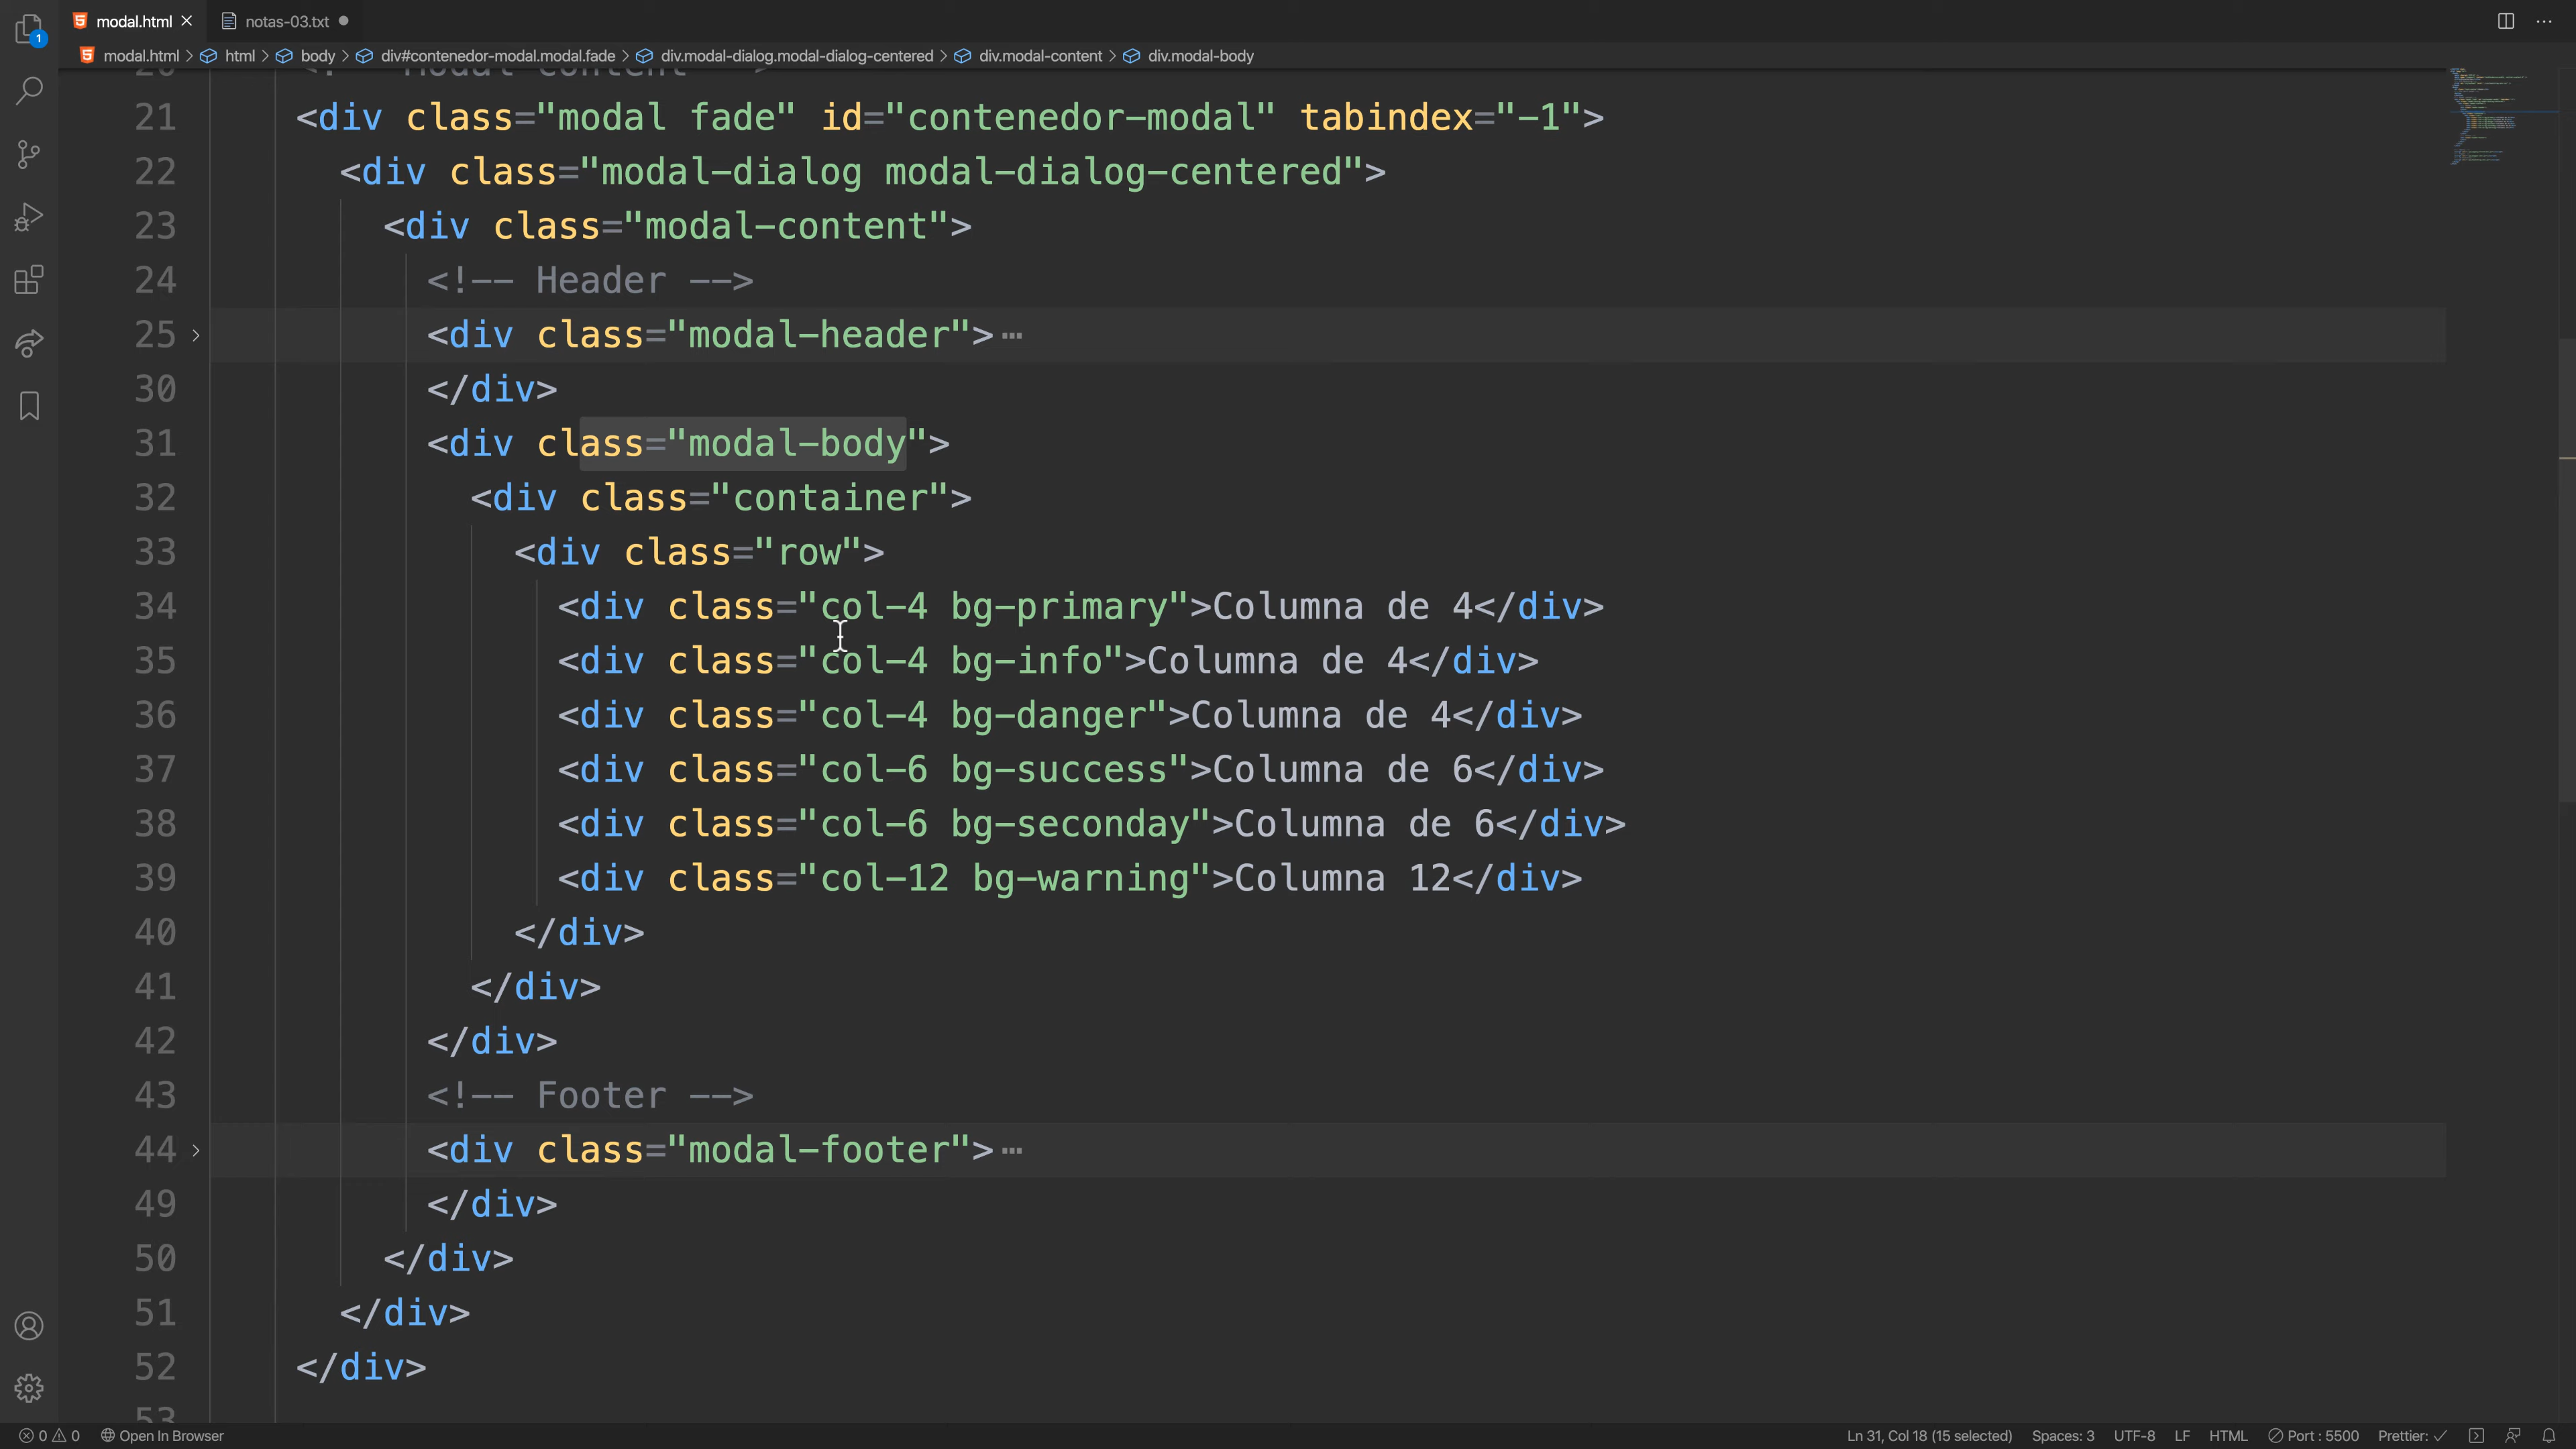 1
modal.html
notas-03.txt
modal.html > html > body > div#contenedor-modal.modal.fade > div.modal-dialog.modal-dialog-centered > div.modal-content > div.modal-body
21 <div class="modal fade" id="contenedor-modal" tabindex="-1">
22 <div class="modal-dialog modal-dialog-centered">
23 <div class="modal-content">
24 <!-- Header -->
25 <div class="modal-header"> ⋯
30 </div>
31 <div class="modal-body">
32 <div class="container">
33 <div class="row">
34 <div class="col-4 bg-primary">Columna de 4</div>
35 <div class="col-4 bg-info">Columna de 4</div>
36 <div class="col-4 bg-danger">Columna de 4</div>
37 <div class="col-6 bg-success">Columna de 6</div>
38 <div class="col-6 bg-seconday">Columna de 6</div>
39 <div class="col-12 bg-warning">Columna 12</div>
40 </div>
41 </div>
42 </div>
43 <!-- Footer -->
44 <div class="modal-footer"> ⋯
49 </div>
50 </div>
51 </div>
52 </div>
53
0 0 Open In Browser Ln 31, Col 18 (15 selected) Spaces: 3 UTF-8 LF HTML Port : 5500 Prettier: ✓